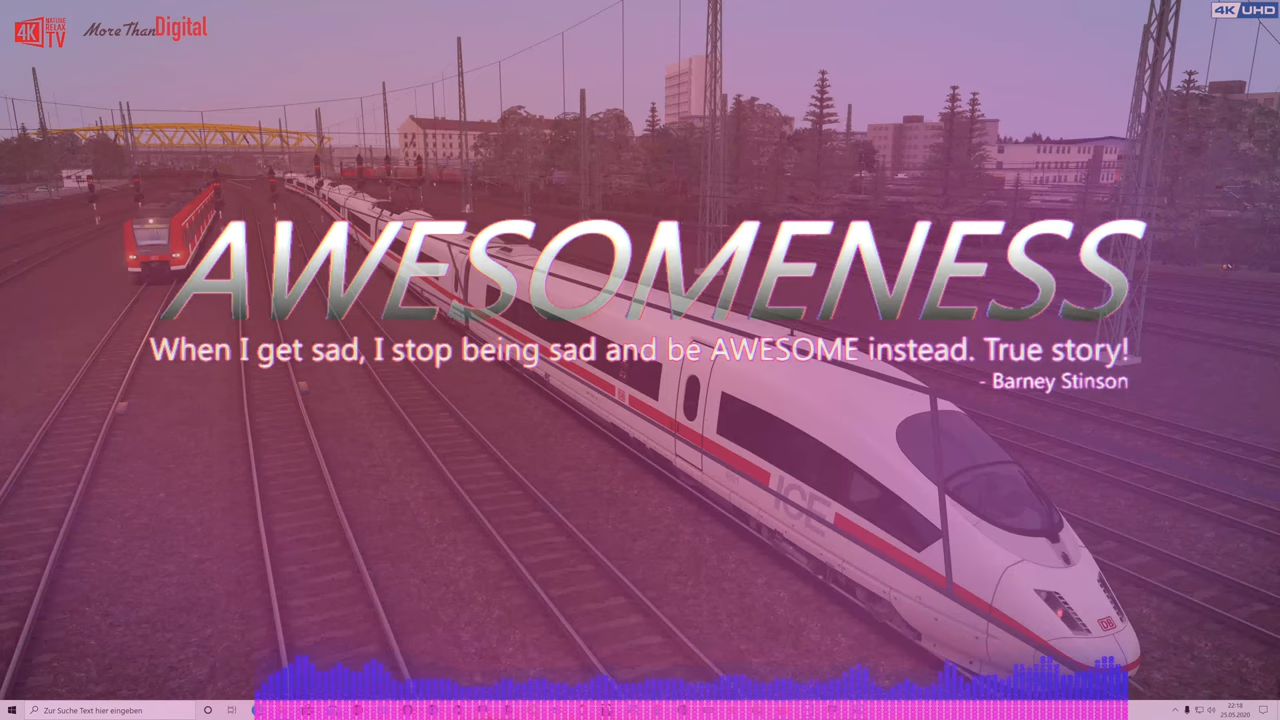 4K NATURE RELAX TV
More Than Digital
4K UHD
AWESOMENESS
When I get sad, I stop being sad and be AWESOME instead. True story!
- Barney Stinson
ICE
DB
Zur Suche Text hier eingeben
22:18
25.05.2020